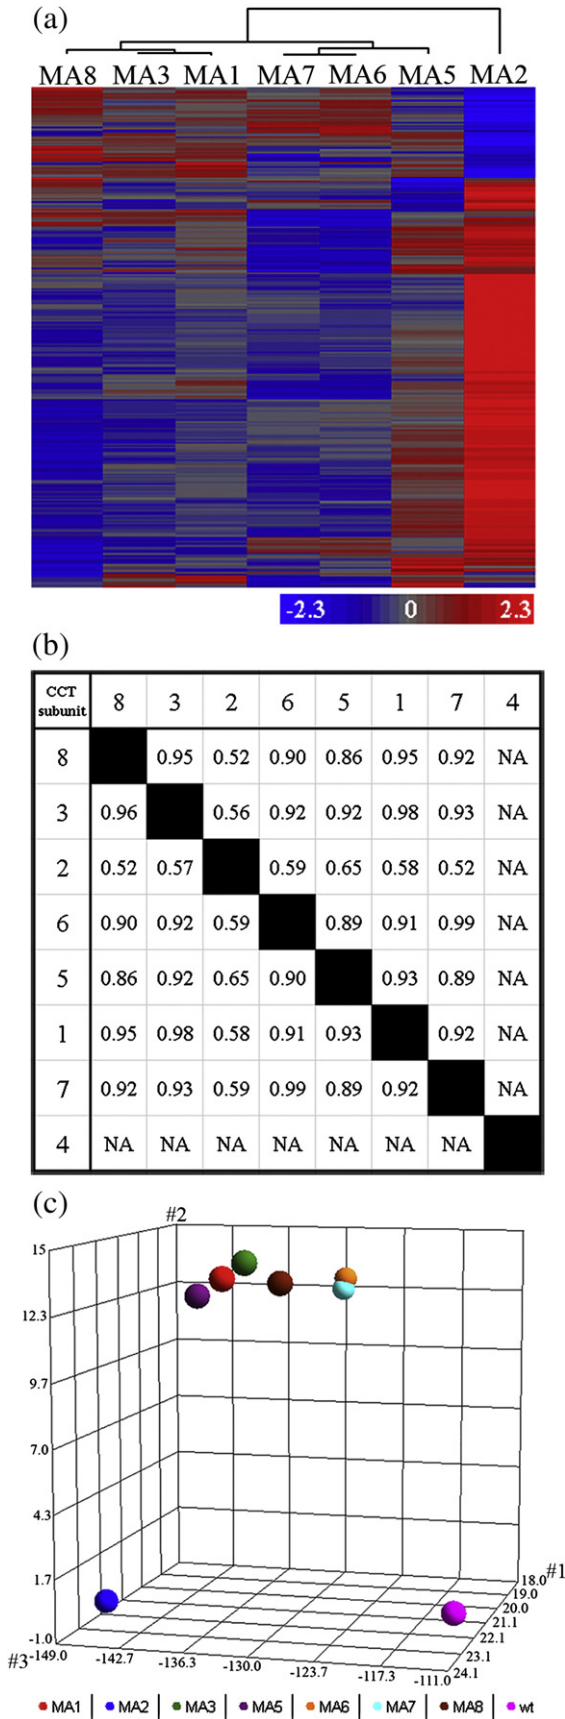 (a)
MA8 MA3 MA1 MA7 MA6 MA5 MA2
-2.3 0 2.3
(b)
CCT subunit 8 3 2 6 5 1 7 4
8 0.95 0.52 0.90 0.86 0.95 0.92 NA
3 0.96 0.56 0.92 0.92 0.98 0.93 NA
2 0.52 0.57 0.59 0.65 0.58 0.52 NA
6 0.90 0.92 0.59 0.89 0.91 0.99 NA
5 0.86 0.92 0.65 0.90 0.93 0.89 NA
1 0.95 0.98 0.58 0.91 0.93 0.92 NA
7 0.92 0.93 0.59 0.99 0.89 0.92 NA
4 NA NA NA NA NA NA NA
(c)
#2
15
12.3
9.7
7.0
4.3
1.7
-1.0
#1
18.0
19.0
20.0
21.1
22.1
23.1
24.1
#3
-149.0 -142.7 -136.3 -130.0 -123.7 -117.3 -111.0
MA1 MA2 MA3 MA5 MA6 MA7 MA8 wt